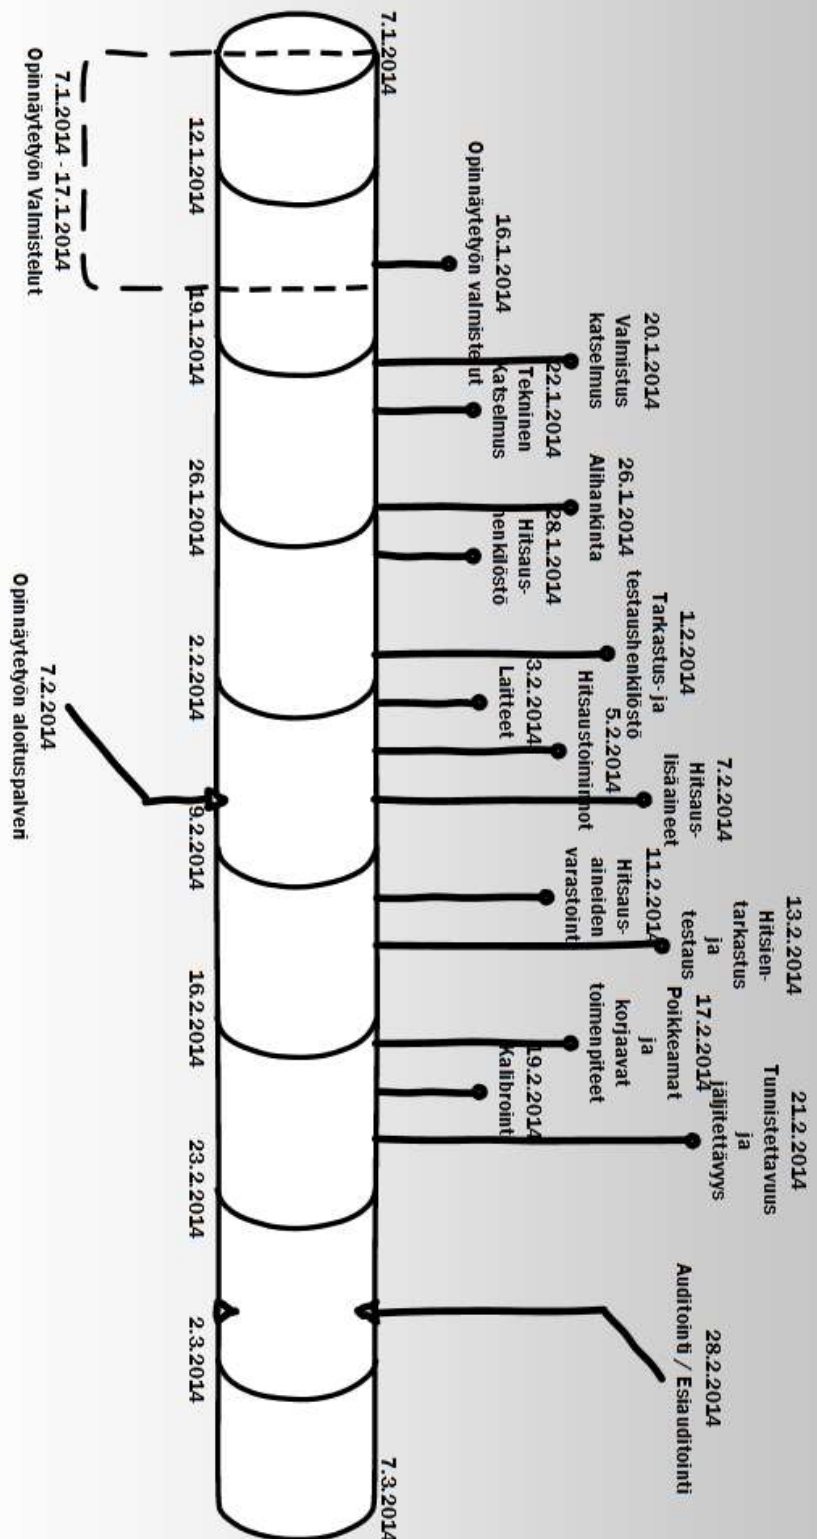 7.1.2014
12.1.2014
19.1.2014
26.1.2014
2.2.2014
9.2.2014
16.2.2014
23.2.2014
2.3.2014
7.3.2014
7.1.2014 - 17.1.2014
Opinnäytetyön Valmistelut
16.1.2014
Opinnäytetyön valmistelut
20.1.2014
Valmistus
katselmus
22.1.2014
Tekninen
katselmus
26.1.2014
Alihankinta
28.1.2014
Hitsaus-
henkilöstö
1.2.2014
Tarkastus- ja
testaushenkilöstö
3.2.2014
Laitteet
5.2.2014
Hitsaustoiminnot
7.2.2014
Hitsaus-
lisäaineet
7.2.2014
Opinnäytetyön aloituspalveri
11.2.2014
Hitsaus-
aineiden
varastoint
13.2.2014
Hitsien-
tarkastus
ja
testaus
17.2.2014
Poikkeamat
ja
korjaavat
toimenpiteet
19.2.2014
Kalibroint
21.2.2014
Tunnistettavuus
ja
jäljitettävyys
28.2.2014
Auditointi / Esiauditointi